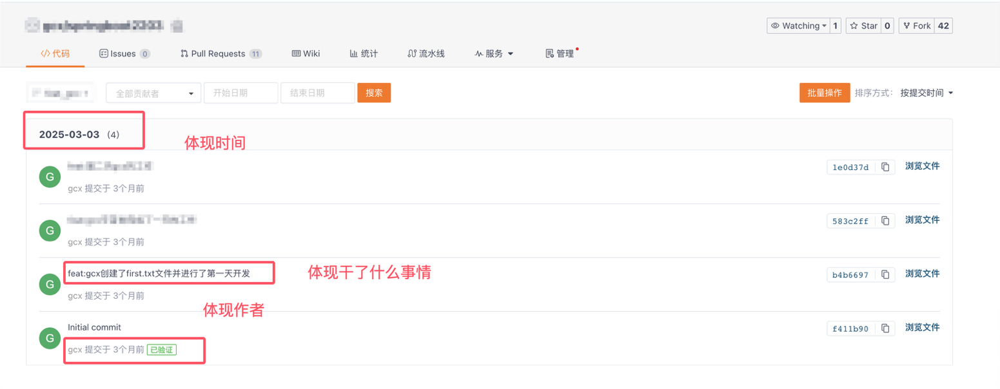 Watching 1 Star 0 Fork 42
代码 Issues 0 Pull Requests 11 Wiki 统计 流水线 服务 管理
全部贡献者 开始日期 结束日期 搜索 批量操作 排序方式: 按提交时间
2025-03-03 (4)
体现时间
1e0d37d 浏览文件
G
gcx 提交于 3个月前
583c2ff 浏览文件
G
gcx 提交于 3个月前
feat:gcx创建了first.txt文件并进行了第一天开发 体现干了什么事情 b4b6697 浏览文件
G
gcx 提交于 3个月前
体现作者
Initial commit f411b90 浏览文件
G
gcx 提交于 3个月前 已验证